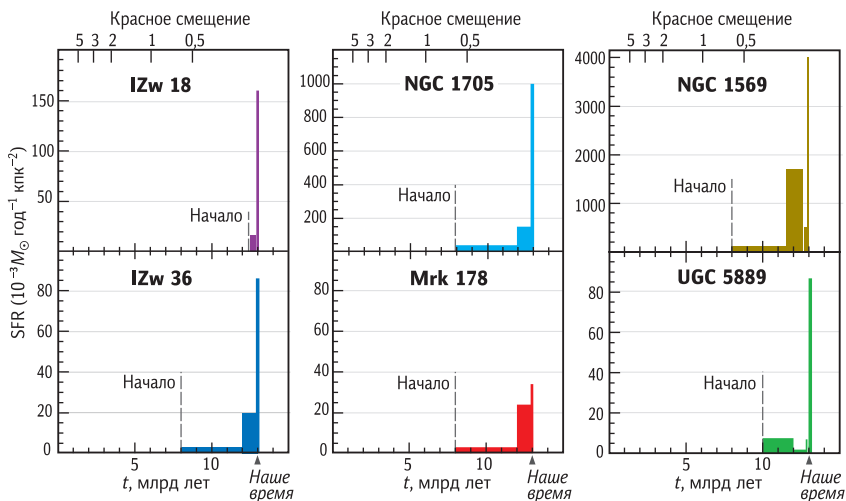 Красное смещение
5 3 2 1 0,5
Красное смещение
5 3 2 1 0,5
Красное смещение
5 3 2 1 0,5
IZw 18
150
100
50
Начало
NGC 1705
1000
800
600
400
200
Начало
NGC 1569
4000
3000
2000
1000
Начало
SFR (10⁻³M⊙ год⁻¹ кпк⁻²)
IZw 36
80
60
40
20
0
Начало
5 10
t, млрд лет
Наше
время
Mrk 178
80
60
40
20
0
Начало
5 10
t, млрд лет
Наше
время
UGC 5889
80
60
40
20
0
Начало
5 10
t, млрд лет
Наше
время